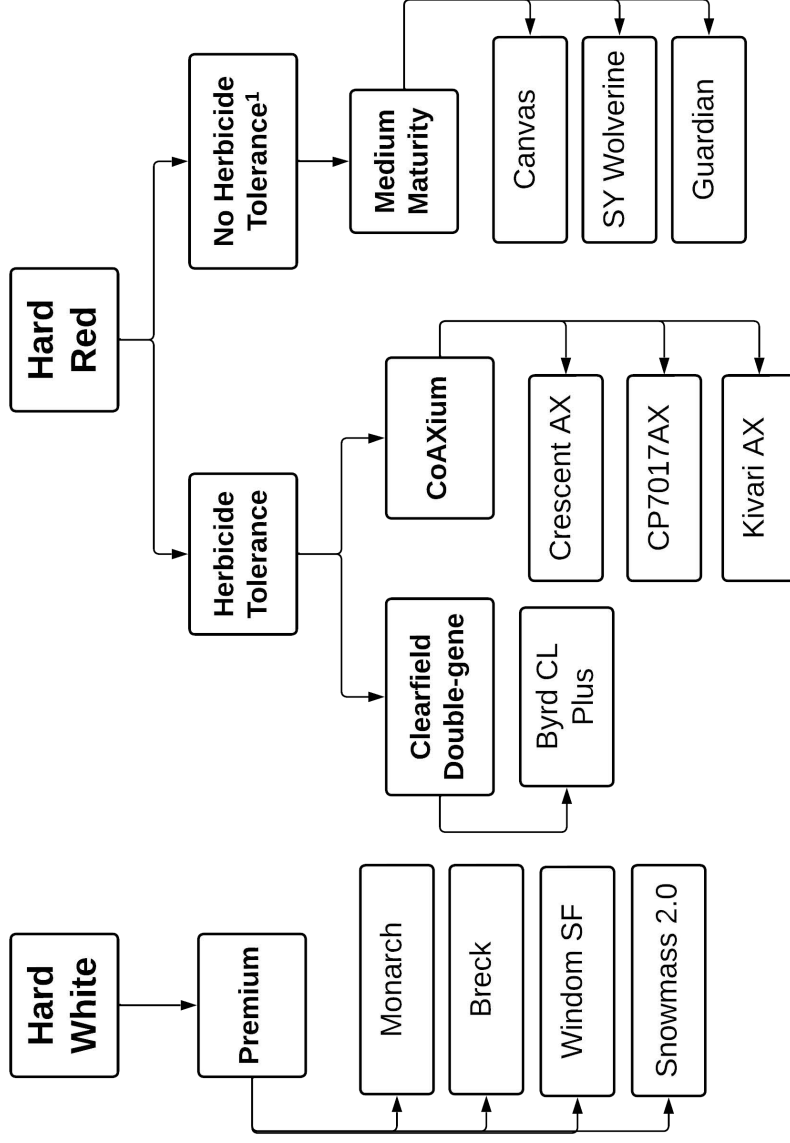 Hard
White
Premium
Monarch
Breck
Windom SF
Snowmass 2.0
Hard
Red
Herbicide
Tolerance
Clearfield
Double-gene
Byrd CL
Plus
CoAXium
Crescent AX
CP7017AX
Kivari AX
No Herbicide
Tolerance¹
Medium
Maturity
Canvas
SY Wolverine
Guardian